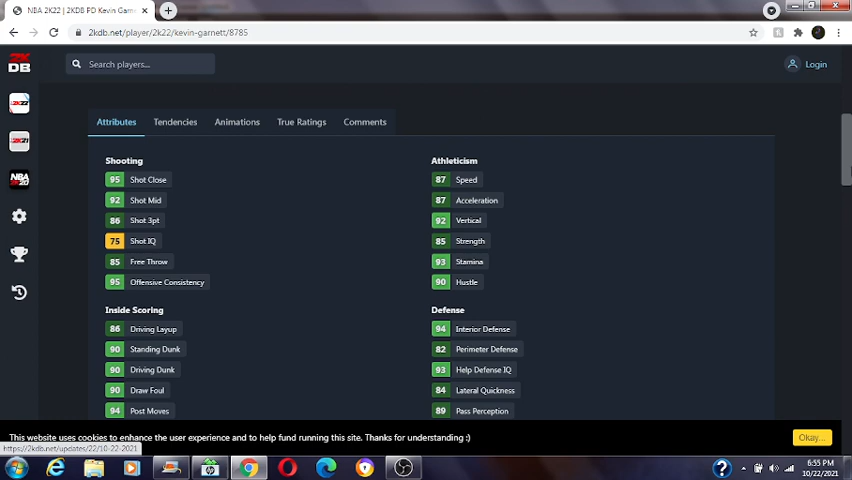 NBA 2K22 | 2KDB PD Kevin Garn
2kdb.net/player/2k22/kevin-garnett/8785
2K
DB
Search players...
Login
2K22
2K21
NBA
2K20
Attributes Tendencies Animations True Ratings Comments
Shooting
95 Shot Close
92 Shot Mid
86 Shot 3pt
75 Shot IQ
85 Free Throw
95 Offensive Consistency
Athleticism
87 Speed
87 Acceleration
92 Vertical
85 Strength
93 Stamina
90 Hustle
Inside Scoring
86 Driving Layup
90 Standing Dunk
90 Driving Dunk
90 Draw Foul
94 Post Moves
Defense
94 Interior Defense
82 Perimeter Defense
93 Help Defense IQ
84 Lateral Quickness
89 Pass Perception
This website uses cookies to enhance the user experience and to help fund running this site. Thanks for understanding :)
Okay...
https://2kdb.net/updates/22/10-22-2021
6:55 PM
10/22/2021